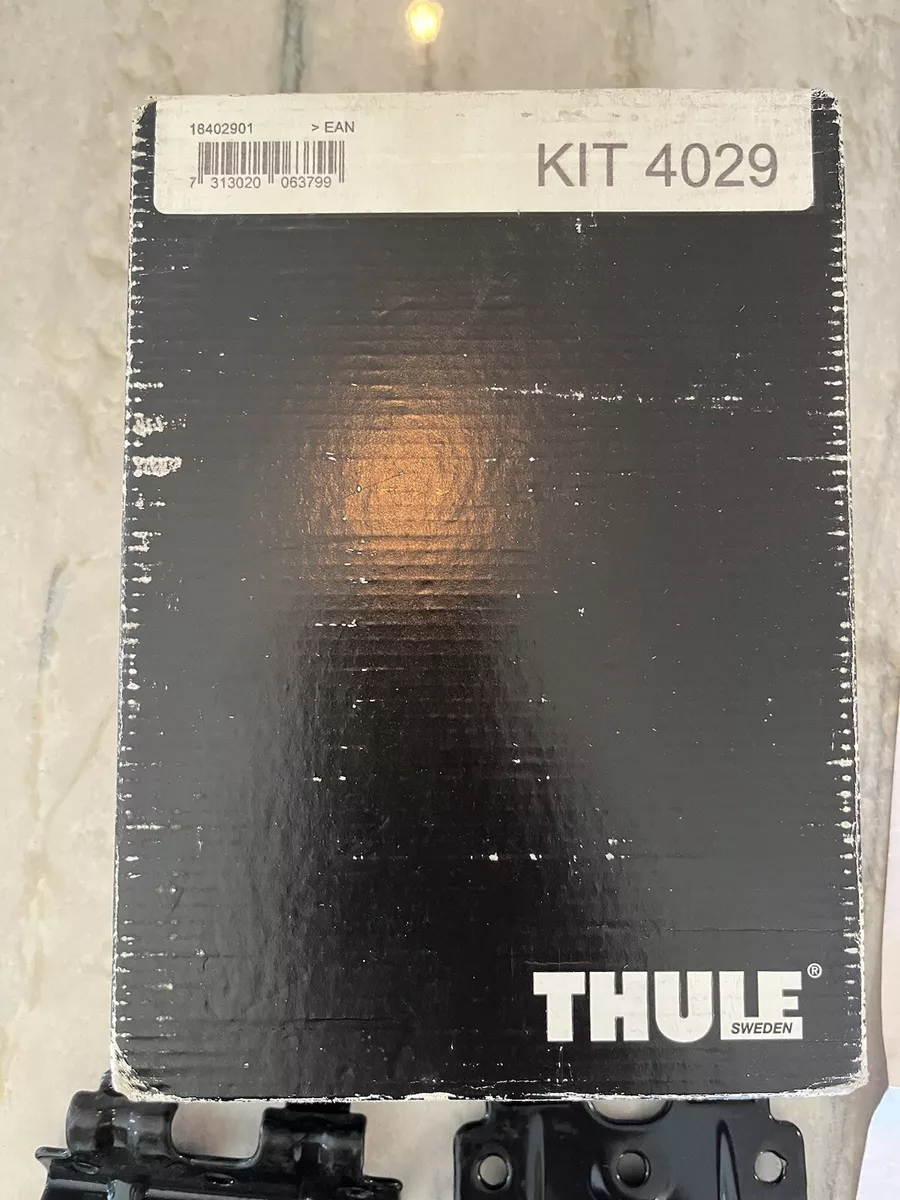 18402901 > EAN
7 313020 063799
KIT 4029
THULE®
SWEDEN